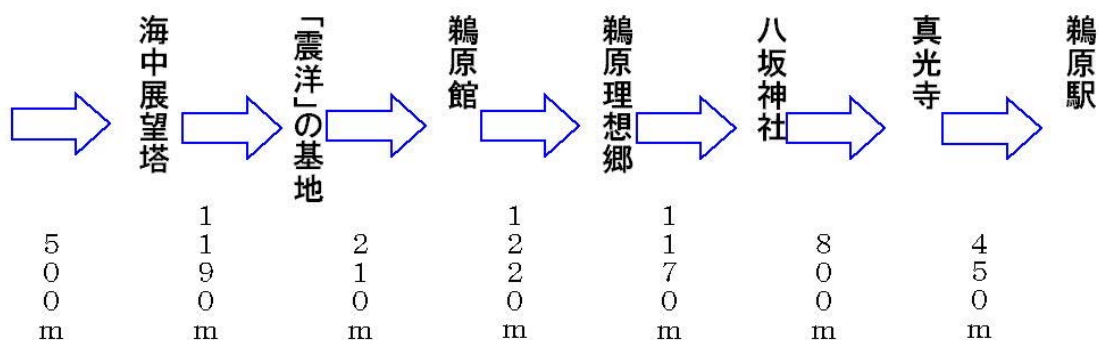 海中展望塔
「震洋」の基地
鵜原館
鵜原理想郷
八坂神社
真光寺
鵜原駅
５００ｍ
１１９０ｍ
２１０ｍ
１２２０ｍ
１１７０ｍ
８００ｍ
４５０ｍ